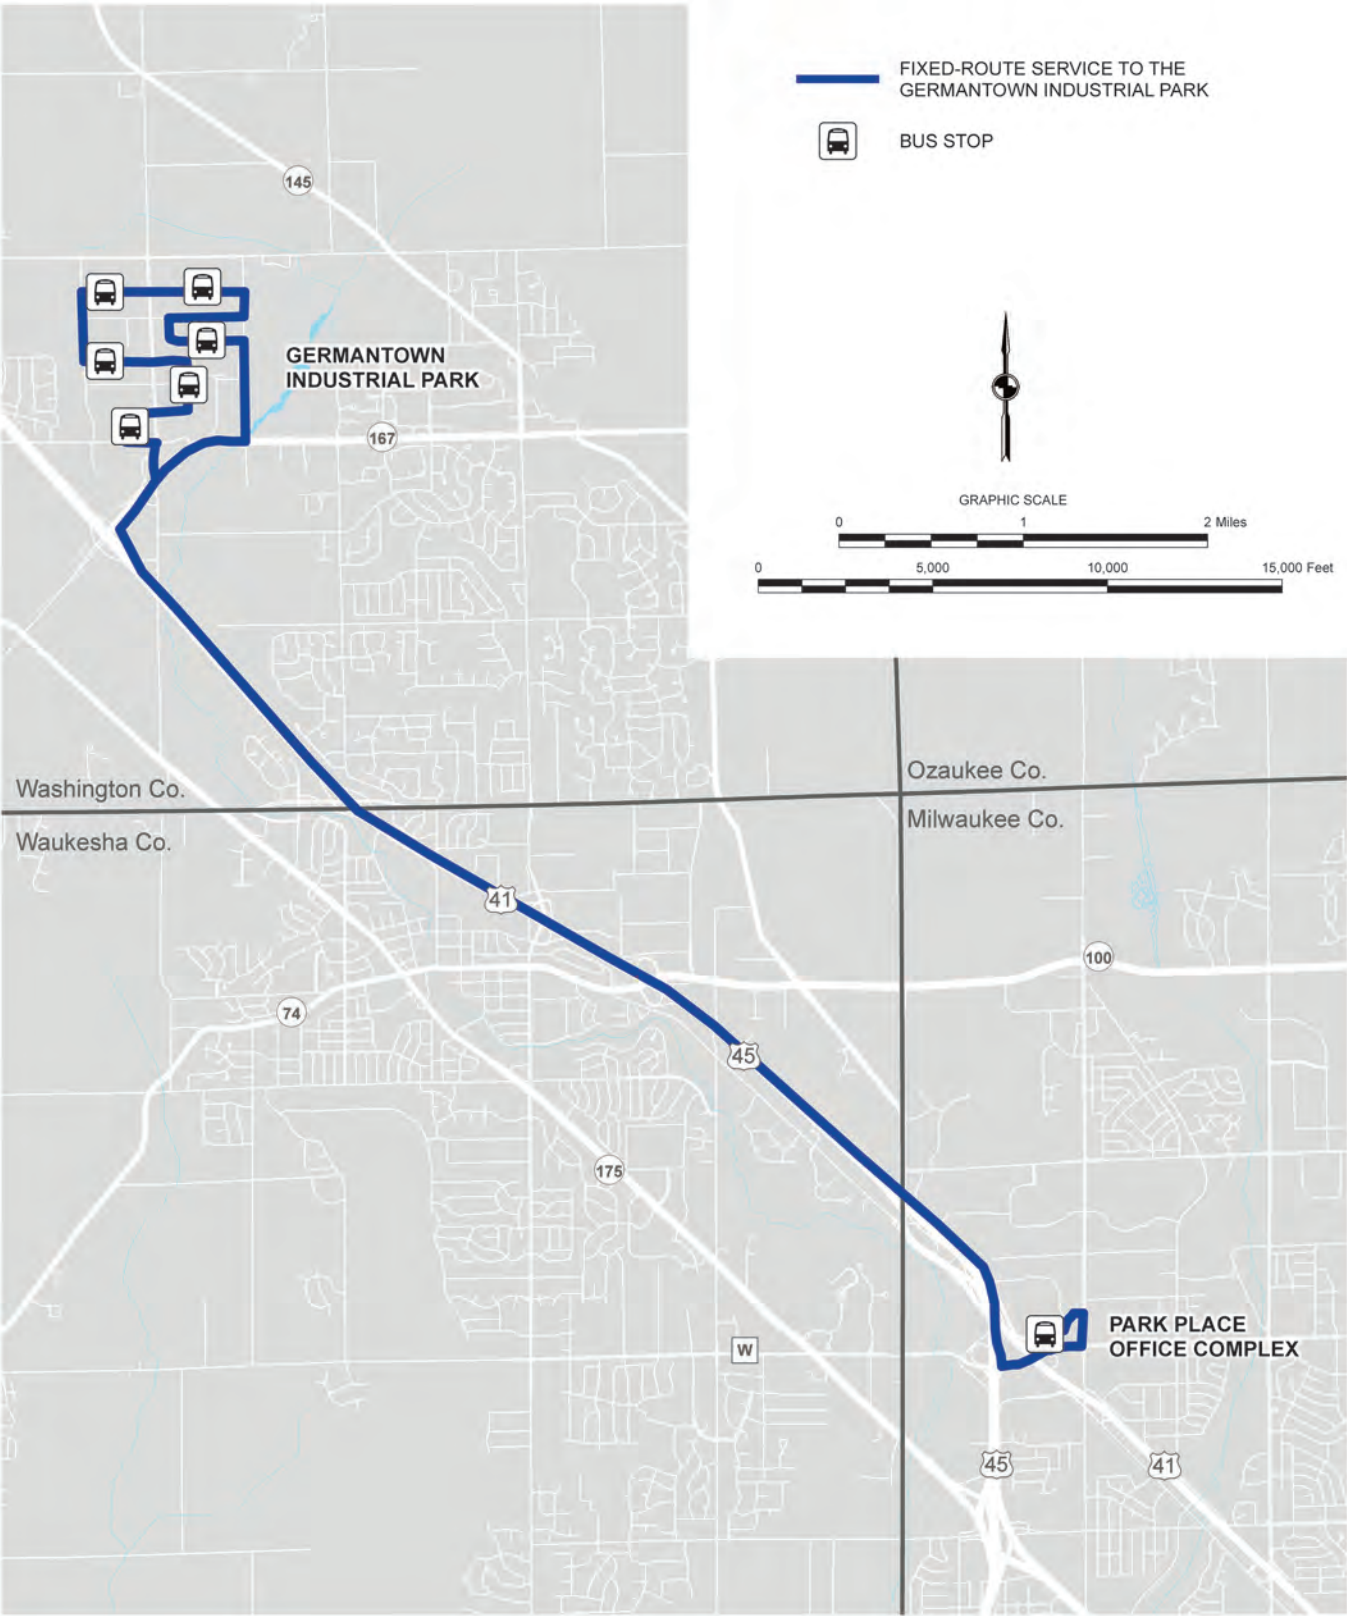 FIXED-ROUTE SERVICE TO THE
GERMANTOWN INDUSTRIAL PARK
BUS STOP
145
GERMANTOWN
INDUSTRIAL PARK
167
GRAPHIC SCALE
0 1 2 Miles
0 5,000 10,000 15,000 Feet
Washington Co.
Ozaukee Co.
Waukesha Co.
Milwaukee Co.
41
100
74
45
175
PARK PLACE
OFFICE COMPLEX
W
45
41